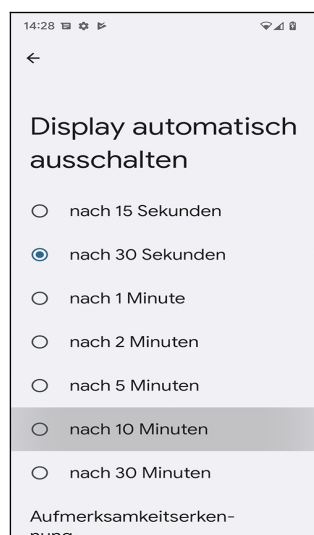 14:28
Display automatisch
ausschalten
nach 15 Sekunden
nach 30 Sekunden
nach 1 Minute
nach 2 Minuten
nach 5 Minuten
nach 10 Minuten
nach 30 Minuten
Aufmerksamkeitserken-
nung